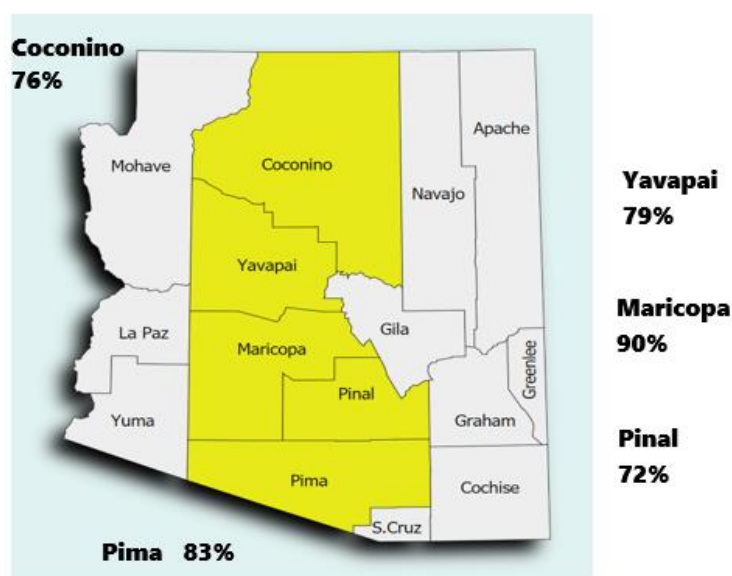 Coconino
76%
Mohave
Coconino
Navajo
Apache
Yavapai
79%
Yavapai
La Paz
Maricopa
Gila
Greenlee
Maricopa
90%
Yuma
Pinal
Graham
Pinal
72%
Pima
Cochise
S.Cruz
Pima 83%